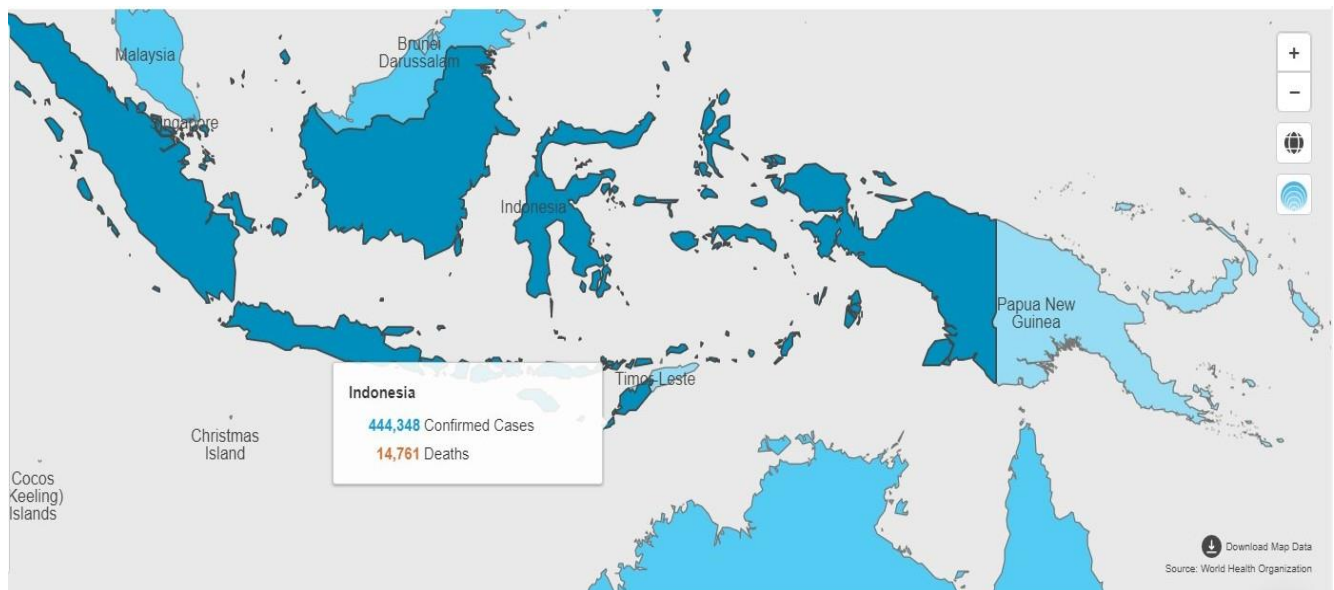 Malaysia
Brunei
Darussalam
Singapore
Indonesia
Papua New
Guinea
Timor-Leste
Indonesia
444,348 Confirmed Cases
14,761 Deaths
Christmas
Island
Cocos
Keeling)
Islands
+
−
Download Map Data
Source: World Health Organization